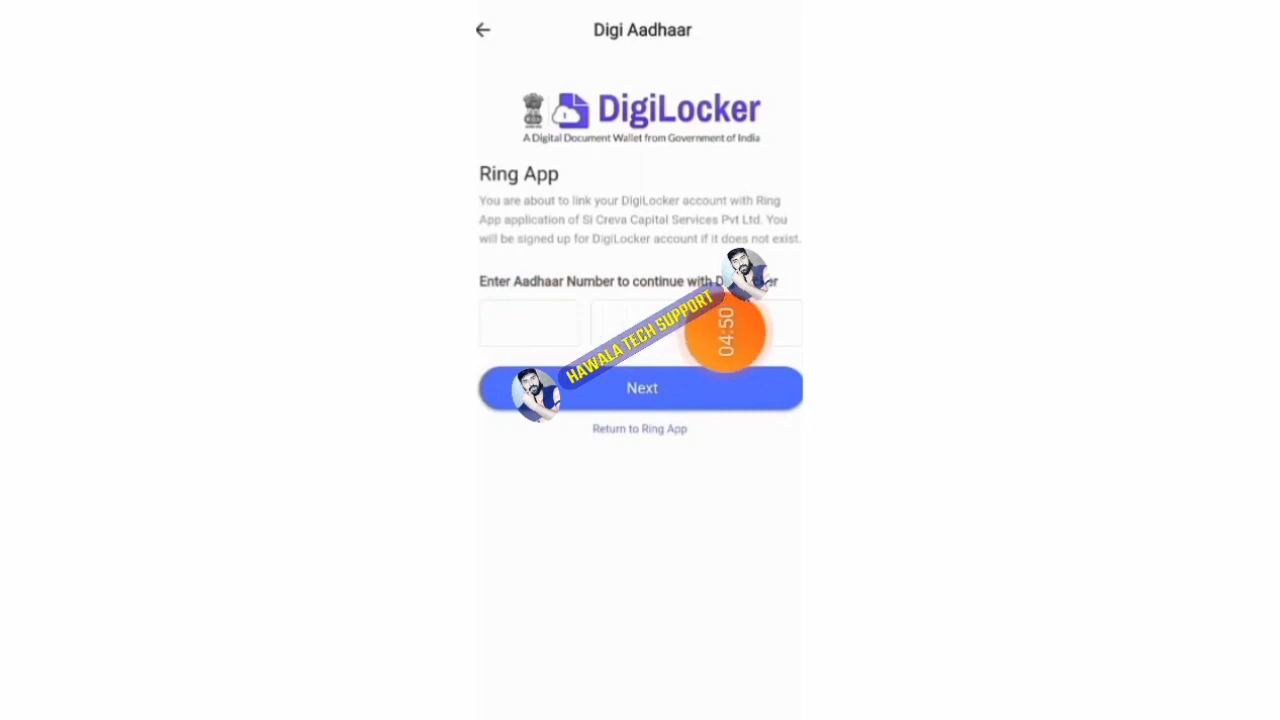 Digi Aadhaar
DigiLocker
A Digital Document Wallet from Government of India
Ring App
You are about to link your DigiLocker account with Ring
App application of Si Creva Capital Services Pvt Ltd. You
will be signed up for DigiLocker account if it does not exist.
Enter Aadhaar Number to continue with
HAWALA TECH SUPPORT
04:50
Next
Return to Ring App